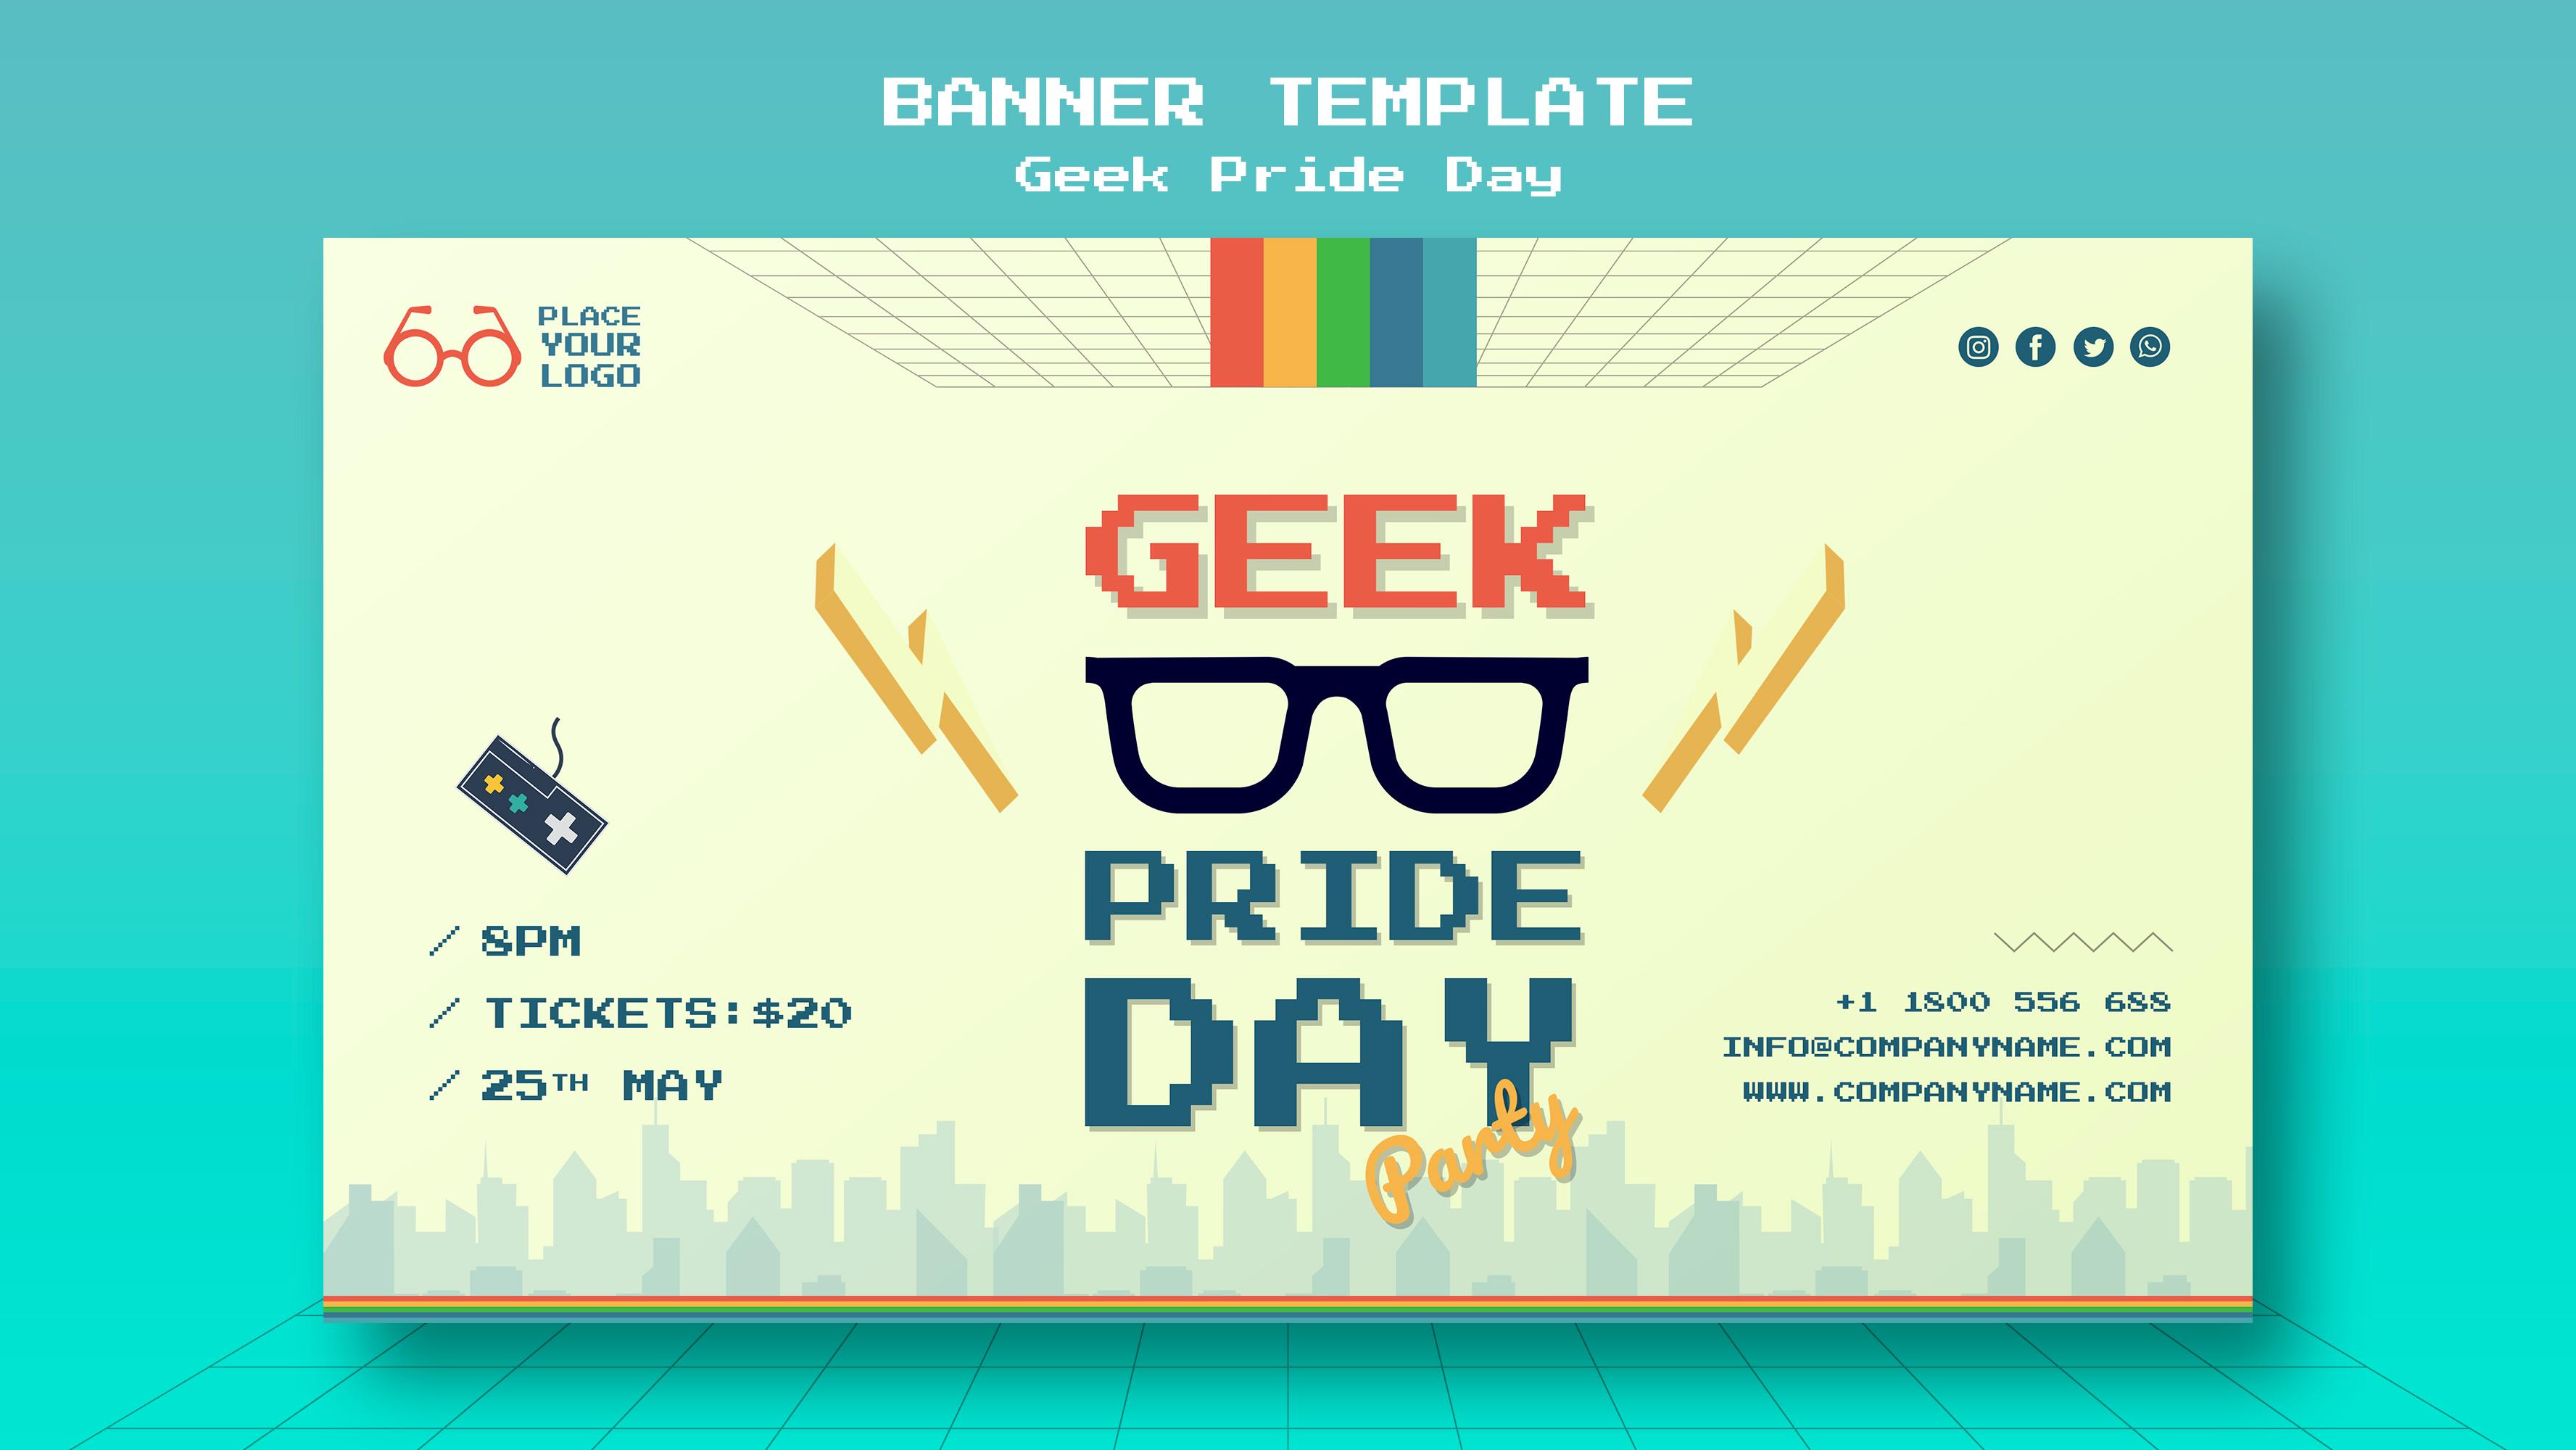 BANNER TEMPLATE
Geek Pride Day
PLACE
YOUR
LOGO
GEEK
PRIDE
DAY
Party
/ 8PM
/ TICKETS:$20
/ 25TH MAY
+1 1800 556 688
INFO@COMPANYNAME.COM
WWW.COMPANYNAME.COM